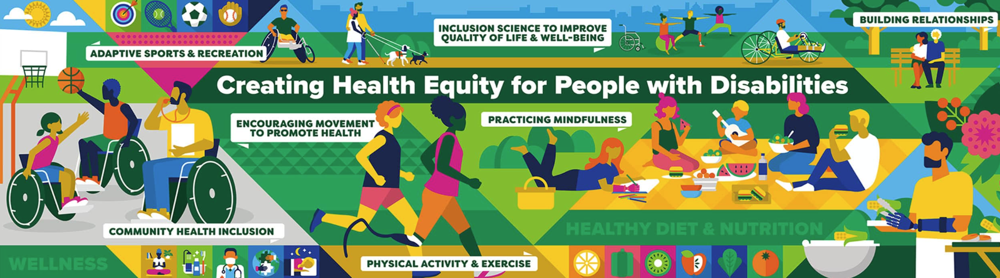 ADAPTIVE SPORTS & RECREATION
INCLUSION SCIENCE TO IMPROVE
QUALITY OF LIFE & WELL-BEING
BUILDING RELATIONSHIPS
Creating Health Equity for People with Disabilities
ENCOURAGING MOVEMENT
TO PROMOTE HEALTH
PRACTICING MINDFULNESS
COMMUNITY HEALTH INCLUSION
HEALTHY DIET & NUTRITION
WELLNESS
PHYSICAL ACTIVITY & EXERCISE